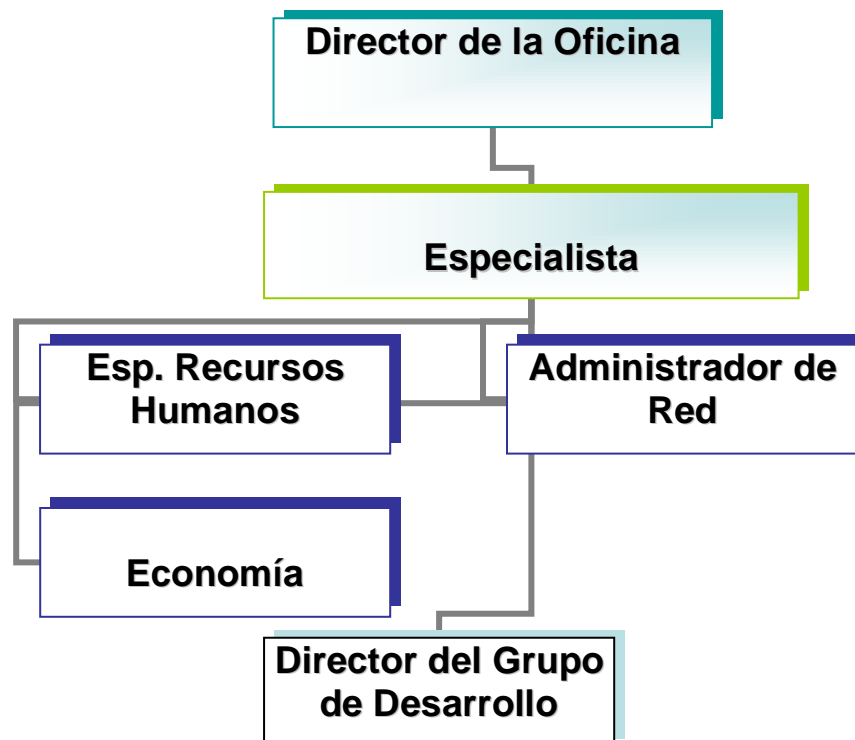 Director de la Oficina
Especialista
Esp. Recursos
Humanos
Administrador de
Red
Economía
Director del Grupo
de Desarrollo